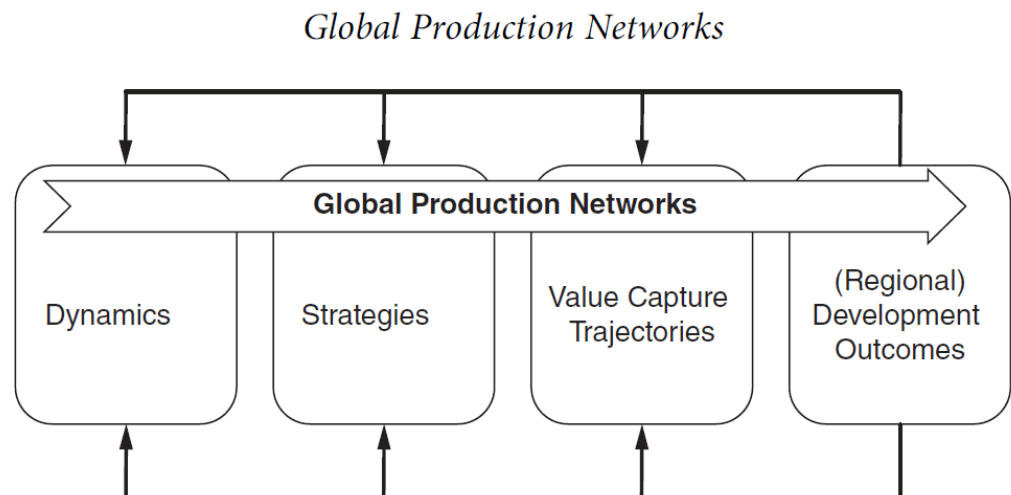 Global Production Networks
Global Production Networks
Dynamics
Strategies
Value Capture
Trajectories
(Regional)
Development
Outcomes